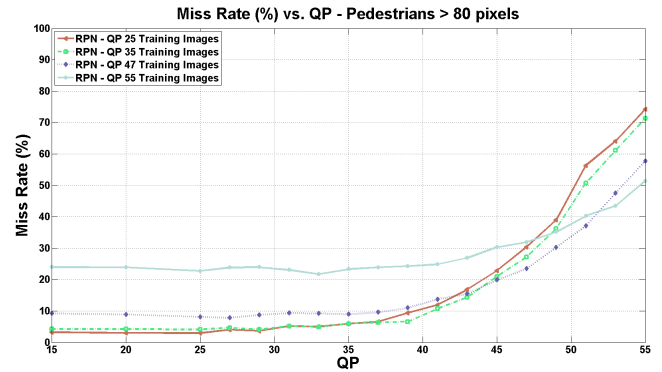 Miss Rate (%) vs. QP - Pedestrians > 80 pixels
RPN - QP 25 Training Images
RPN - QP 35 Training Images
RPN - QP 47 Training Images
RPN - QP 55 Training Images
Miss Rate (%)
100
90
80
70
60
50
40
30
20
10
0
15 20 25 30 35 40 45 50 55
QP